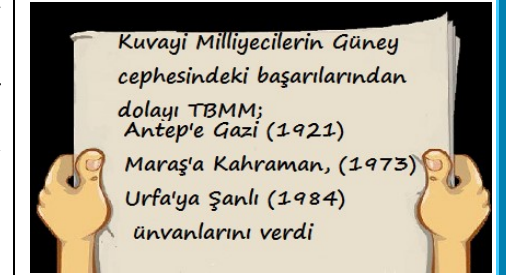 Kuvayi Milliyecilerin Güney
cephesindeki başarılarından
dolayı TBMM;
Antep'e Gazi (1921)
Maraş'a Kahraman, (1973)
Urfa'ya Şanlı (1984)
ünvanlarını verdi